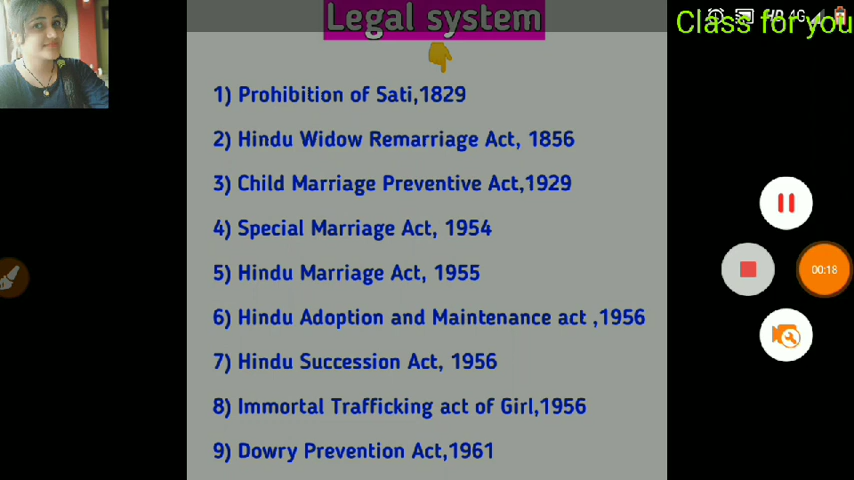 Legal system
Class for you
HD 4G
👇
1) Prohibition of Sati,1829
2) Hindu Widow Remarriage Act, 1856
3) Child Marriage Preventive Act,1929
4) Special Marriage Act, 1954
5) Hindu Marriage Act, 1955
6) Hindu Adoption and Maintenance act ,1956
7) Hindu Succession Act, 1956
8) Immortal Trafficking act of Girl,1956
9) Dowry Prevention Act,1961
00:18